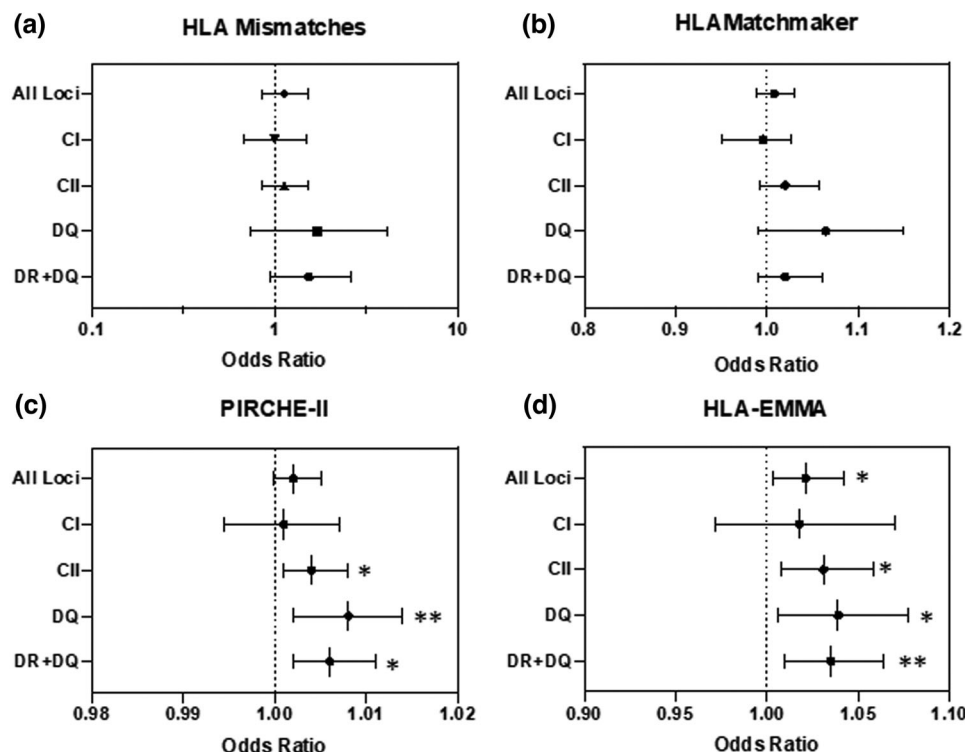 (a) HLA Mismatches
All Loci
CI
CII
DQ
DR+DQ
0.1 1 10
Odds Ratio
(b) HLAMatchmaker
All Loci
CI
CII
DQ
DR+DQ
0.8 0.9 1.0 1.1 1.2
Odds Ratio
(c) PIRCHE-II
All Loci
CI
CII *
DQ **
DR+DQ *
0.98 0.99 1.00 1.01 1.02
Odds Ratio
(d) HLA-EMMA
All Loci *
CI
CII *
DQ *
DR+DQ **
0.90 0.95 1.00 1.05 1.10
Odds Ratio